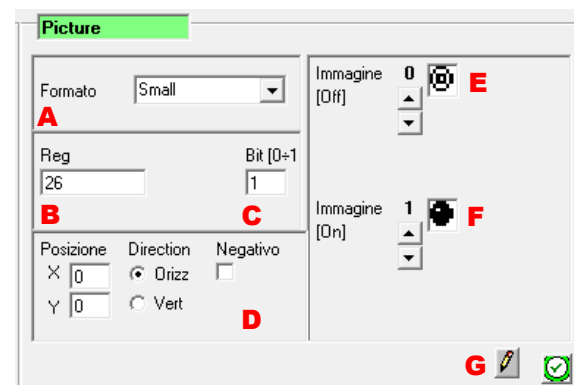 Picture
Formato Small
A
Reg Bit [0÷1
26 1
B C
Posizione Direction Negativo
X 0 Orizz
Y 0 Vert
D
Immagine 0 E
[Off]
Immagine 1 F
[On]
G